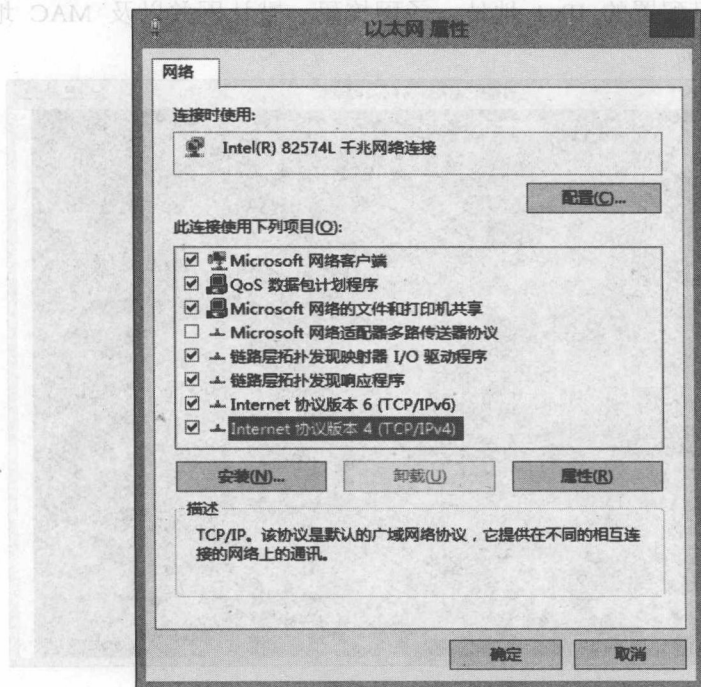 以太网 属性
网络
连接时使用:
Intel(R) 82574L 千兆网络连接
配置(C)...
此连接使用下列项目(O):
Microsoft 网络客户端
QoS 数据包计划程序
Microsoft 网络的文件和打印机共享
Microsoft 网络适配器多路传送器协议
链路层拓扑发现映射器 I/O 驱动程序
链路层拓扑发现响应程序
Internet 协议版本 6 (TCP/IPv6)
Internet 协议版本 4 (TCP/IPv4)
安装(N)...
卸载(U)
属性(R)
描述
TCP/IP。该协议是默认的广域网络协议，它提供在不同的相互连
接的网络上的通讯。
确定
取消